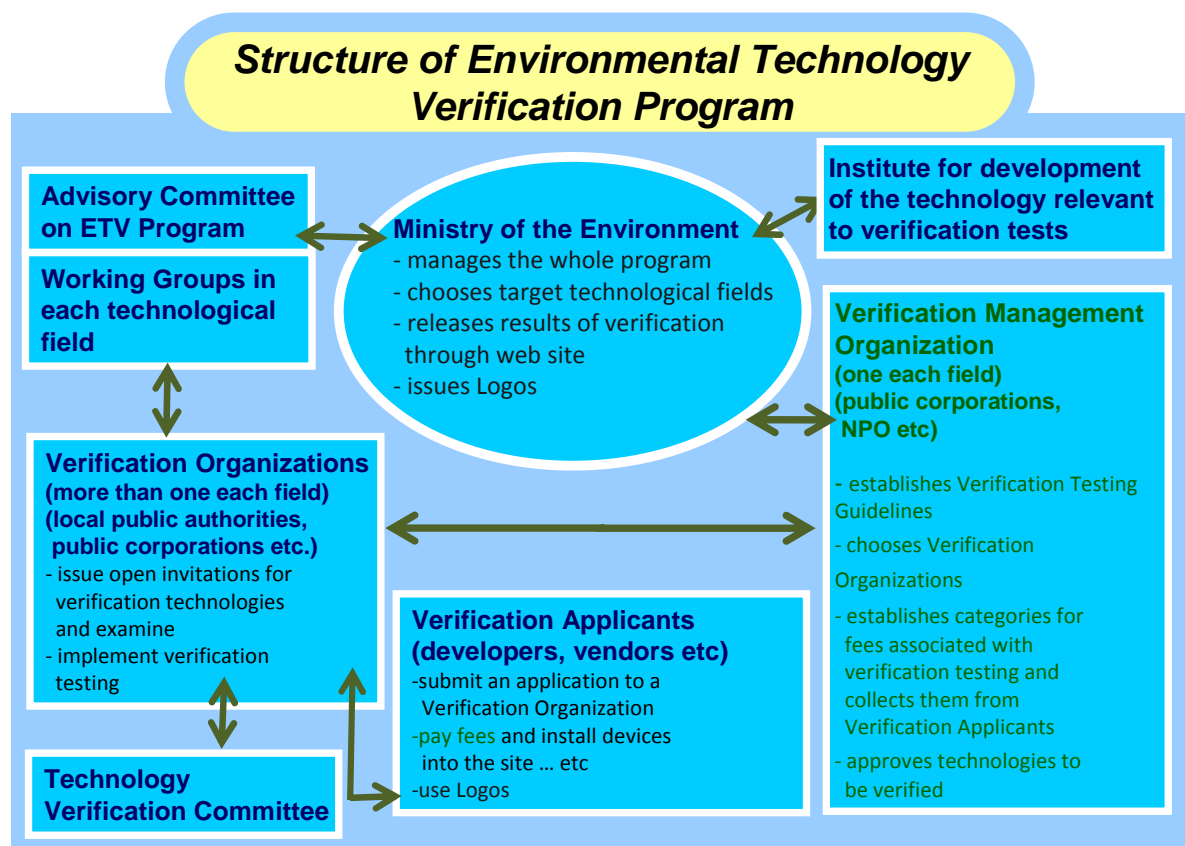 Structure of Environmental Technology
Verification Program
Advisory Committee
on ETV Program
Working Groups in
each technological
field
Ministry of the Environment
- manages the whole program
- chooses target technological fields
- releases results of verification
through web site
- issues Logos
Institute for development
of the technology relevant
to verification tests
Verification Management
Organization
(one each field)
(public corporations,
NPO etc)
- establishes Verification Testing
Guidelines
- chooses Verification
Organizations
- establishes categories for
fees associated with
verification testing and
collects them from
Verification Applicants
- approves technologies to
be verified
Verification Organizations
(more than one each field)
(local public authorities,
public corporations etc.)
- issue open invitations for
verification technologies
and examine
- implement verification
testing
Verification Applicants
(developers, vendors etc)
-submit an application to a
Verification Organization
-pay fees and install devices
into the site ... etc
-use Logos
Technology
Verification Committee